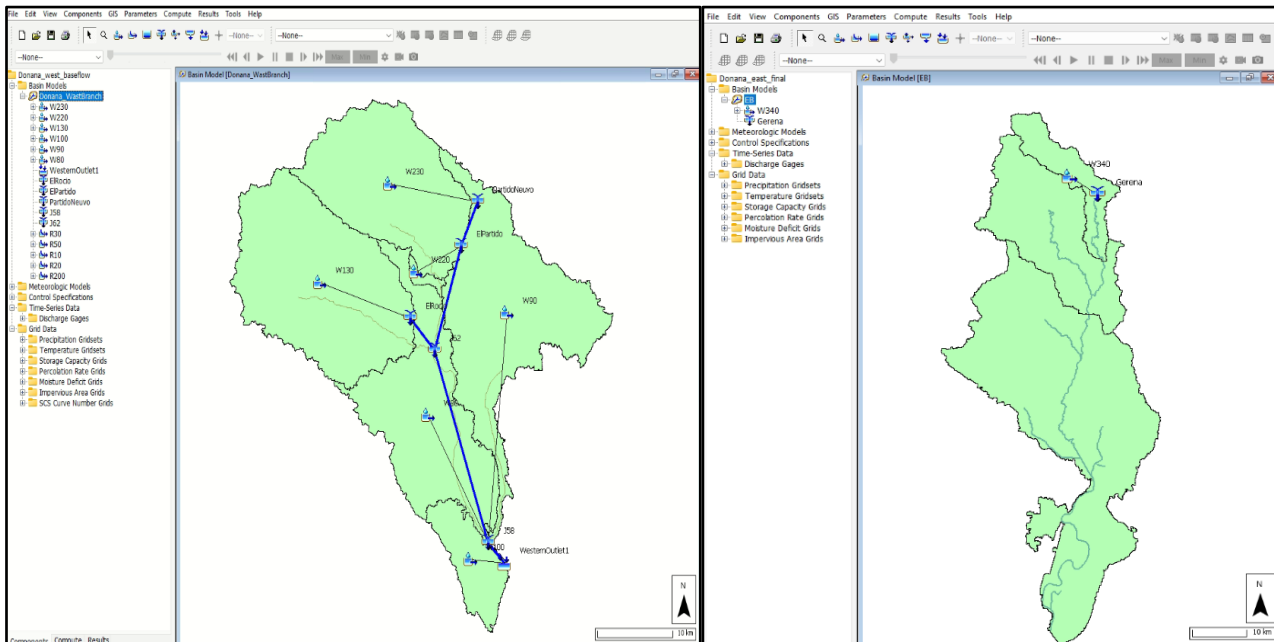 File Edit View Components GIS Parameters Compute Results Tools Help
--None--
--None--
--None--
Donana_west_baseflow
Basin Models
Donana_WastBranch
W230
W220
W130
W100
W90
W80
WesternOutlet1
ElRocio
ElPartido
PartidoNeuvo
J58
J62
R30
R50
R10
R20
R200
Meteorologic Models
Control Specifications
Time-Series Data
Discharge Gages
Grid Data
Precipitation Gridsets
Temperature Gridsets
Storage Capacity Grids
Percolation Rate Grids
Moisture Deficit Grids
Impervious Area Grids
SCS Curve Number Grids
Components Compute Results
Basin Model [Donana_WastBranch]
W230
PartidoNeuvo
ElPartido
W220
W130
W90
ElRocio
J62
J58
WesternOutlet1
N
10 km
File Edit View Components GIS Parameters Compute Results Tools Help
--None--
--None--
--None--
Donana_east_final
Basin Models
EB
W340
Gerena
Meteorologic Models
Control Specifications
Time-Series Data
Discharge Gages
Grid Data
Precipitation Gridsets
Temperature Gridsets
Storage Capacity Grids
Percolation Rate Grids
Moisture Deficit Grids
Impervious Area Grids
Basin Model [EB]
W340
Gerena
N
10 km